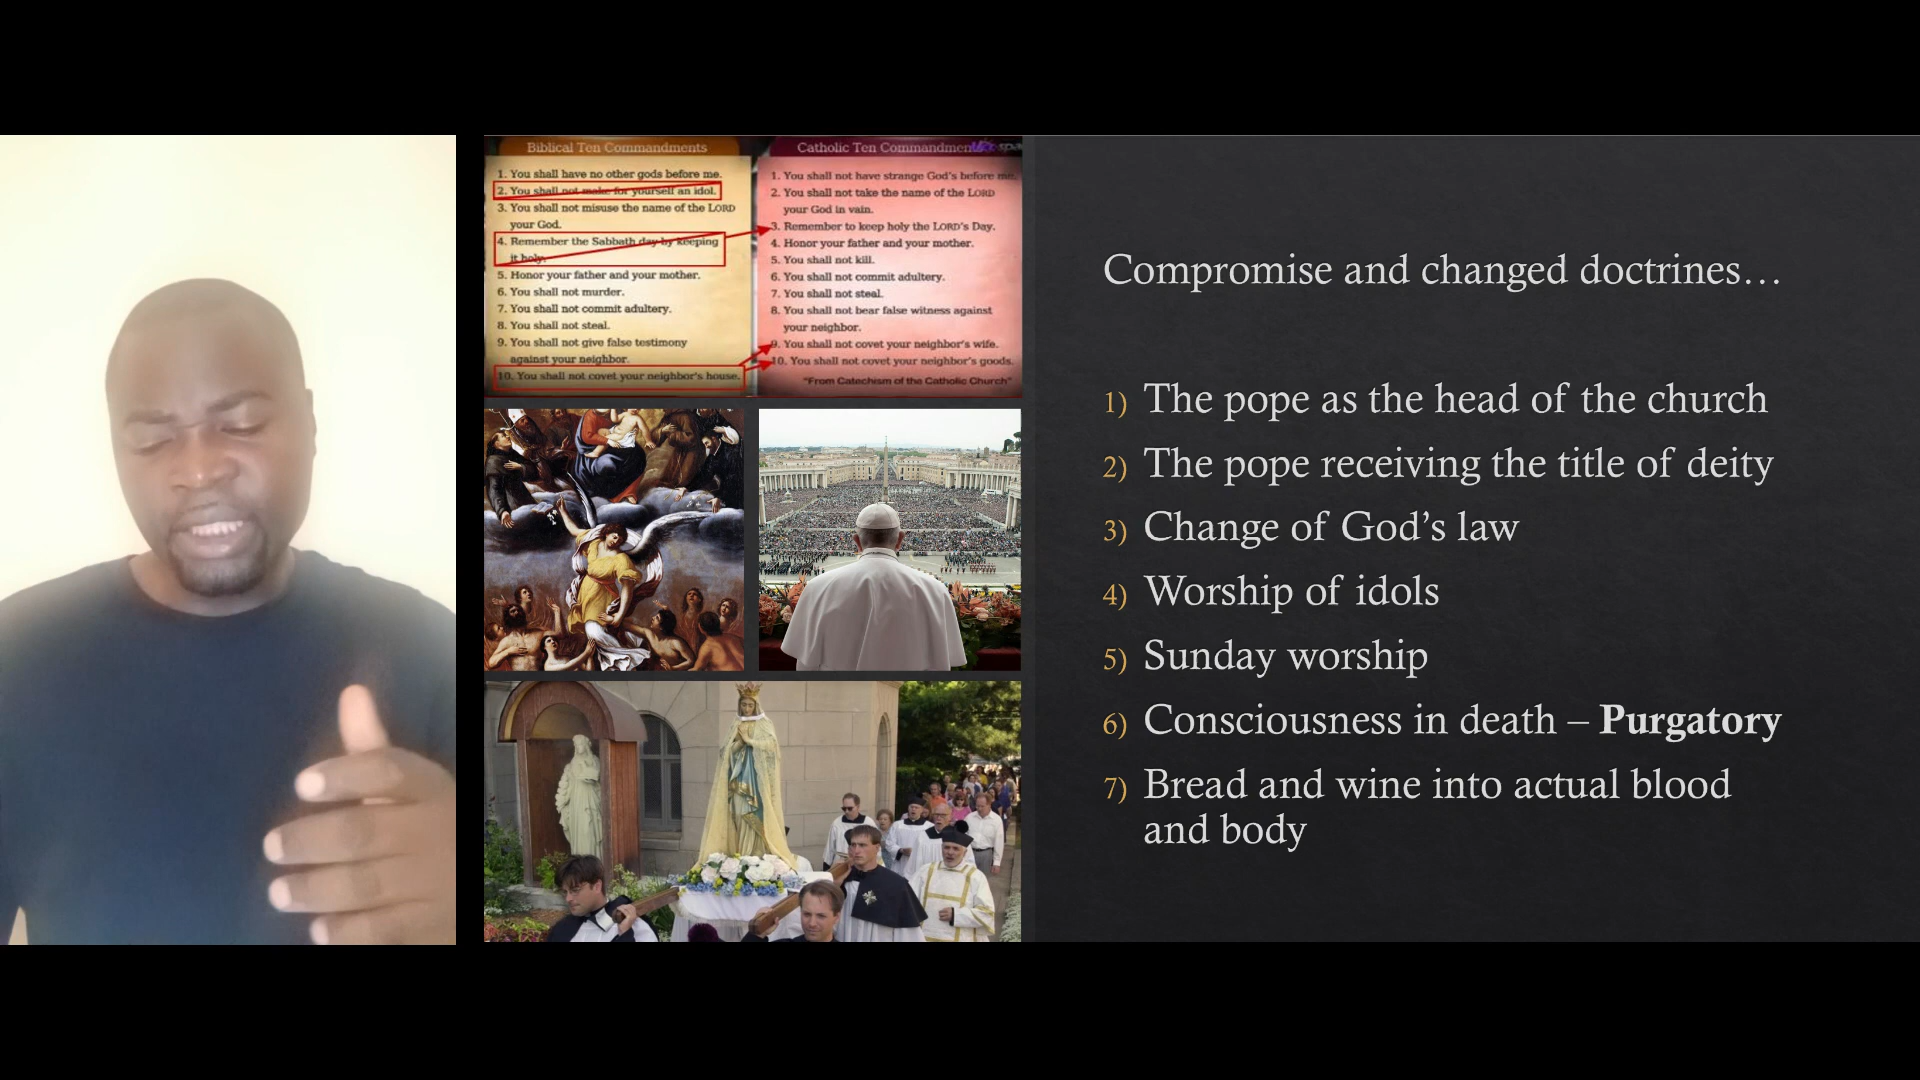 Biblical Ten Commandments
1. You shall have no other gods before me.
2. You shall not make for yourself an idol.
3. You shall not misuse the name of the LORD
your God.
4. Remember the Sabbath day by keeping
it holy.
5. Honor your father and your mother.
6. You shall not murder.
7. You shall not commit adultery.
8. You shall not steal.
9. You shall not give false testimony
against your neighbor.
10. You shall not covet your neighbor's house.
Catholic Ten Commandmen
1. You shall not have strange God's before me.
2. You shall not take the name of the LORD
your God in vain.
3. Remember to keep holy the LORD's Day.
4. Honor your father and your mother.
5. You shall not kill.
6. You shall not commit adultery.
7. You shall not steal.
8. You shall not bear false witness against
your neighbor.
9. You shall not covet your neighbor's wife.
10. You shall not covet your neighbor's goods.
"From Catechism of the Catholic Church"
Compromise and changed doctrines…
1) The pope as the head of the church
2) The pope receiving the title of deity
3) Change of God's law
4) Worship of idols
5) Sunday worship
6) Consciousness in death – Purgatory
7) Bread and wine into actual blood
and body